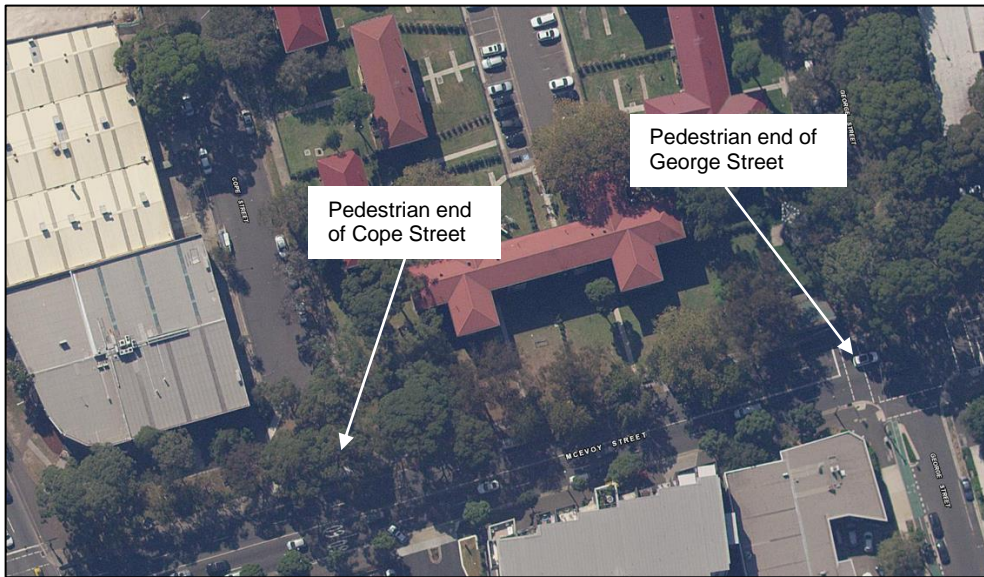 Pedestrian end of
George Street
Pedestrian end
of Cope Street
GEORGE STREET
COPE STREET
MCEVOY STREET
GEORGE STREET